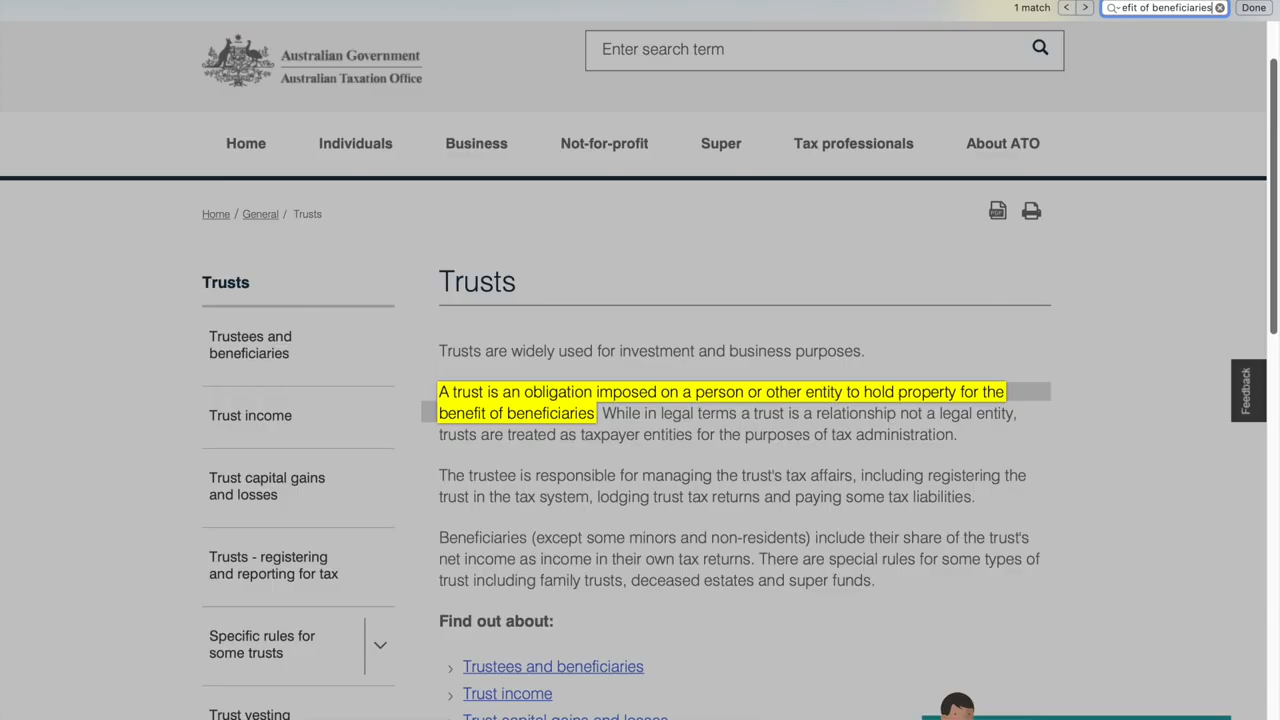 1 match
efit of beneficiaries
Done
Australian Government
Australian Taxation Office
Enter search term
Home
Individuals
Business
Not-for-profit
Super
Tax professionals
About ATO
Home / General / Trusts
PDF
Trusts
Trustees and
beneficiaries
Trust income
Trust capital gains
and losses
Trusts - registering
and reporting for tax
Specific rules for
some trusts
Trust vesting
Trusts
Trusts are widely used for investment and business purposes.
A trust is an obligation imposed on a person or other entity to hold property for the
benefit of beneficiaries While in legal terms a trust is a relationship not a legal entity,
trusts are treated as taxpayer entities for the purposes of tax administration.
The trustee is responsible for managing the trust's tax affairs, including registering the
trust in the tax system, lodging trust tax returns and paying some tax liabilities.
Beneficiaries (except some minors and non-residents) include their share of the trust's
net income as income in their own tax returns. There are special rules for some types of
trust including family trusts, deceased estates and super funds.
Find out about:
Trustees and beneficiaries
Trust income
Trust capital gains and losses
Feedback